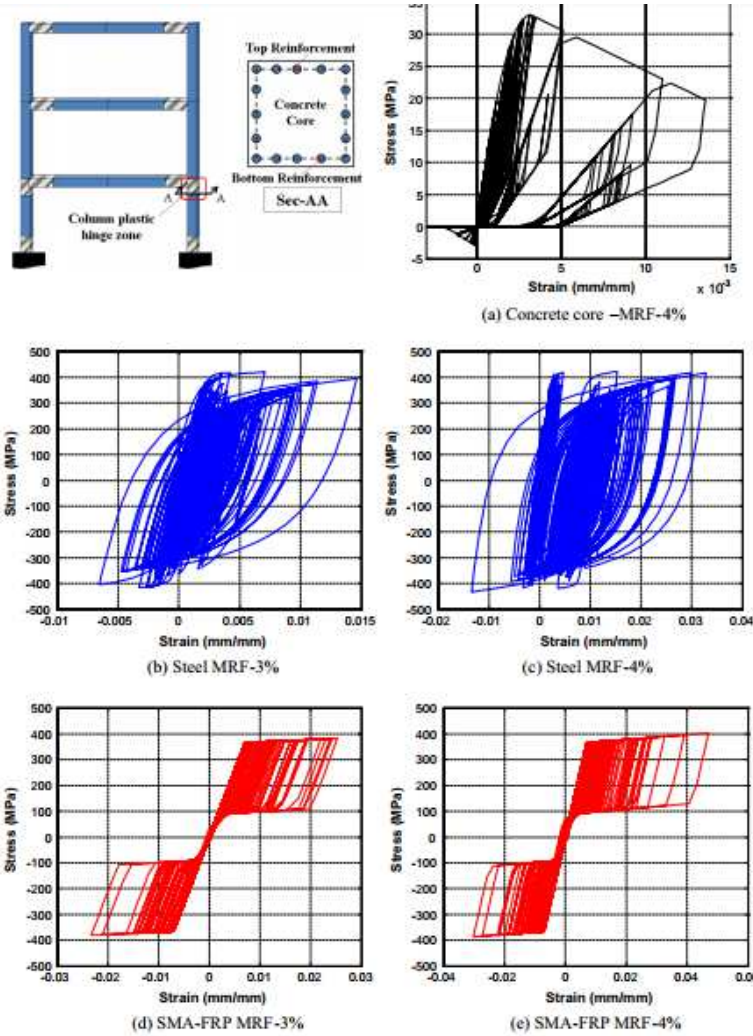 Top Reinforcement
Concrete
Core
Bottom Reinforcement
A A
Sec-AA
Column plastic
hinge zone
35
30
25
20
15
10
5
0
-5
Stress (MPa)
0 5 10 15
Strain (mm/mm) x 10⁻³
(a) Concrete core –MRF-4%
500
400
300
200
100
0
-100
-200
-300
-400
-500
Stress (MPa)
-0.01 -0.005 0 0.005 0.01 0.015
Strain (mm/mm)
(b) Steel MRF-3%
500
400
300
200
100
0
-100
-200
-300
-400
-500
Stress (MPa)
-0.02 -0.01 0 0.01 0.02 0.03 0.04
Strain (mm/mm)
(c) Steel MRF-4%
500
400
300
200
100
0
-100
-200
-300
-400
-500
Stress (MPa)
-0.03 -0.02 -0.01 0 0.01 0.02 0.03
Strain (mm/mm)
(d) SMA-FRP MRF-3%
500
400
300
200
100
0
-100
-200
-300
-400
-500
Stress (MPa)
-0.04 -0.02 0 0.02 0.04
Strain (mm/mm)
(e) SMA-FRP MRF-4%